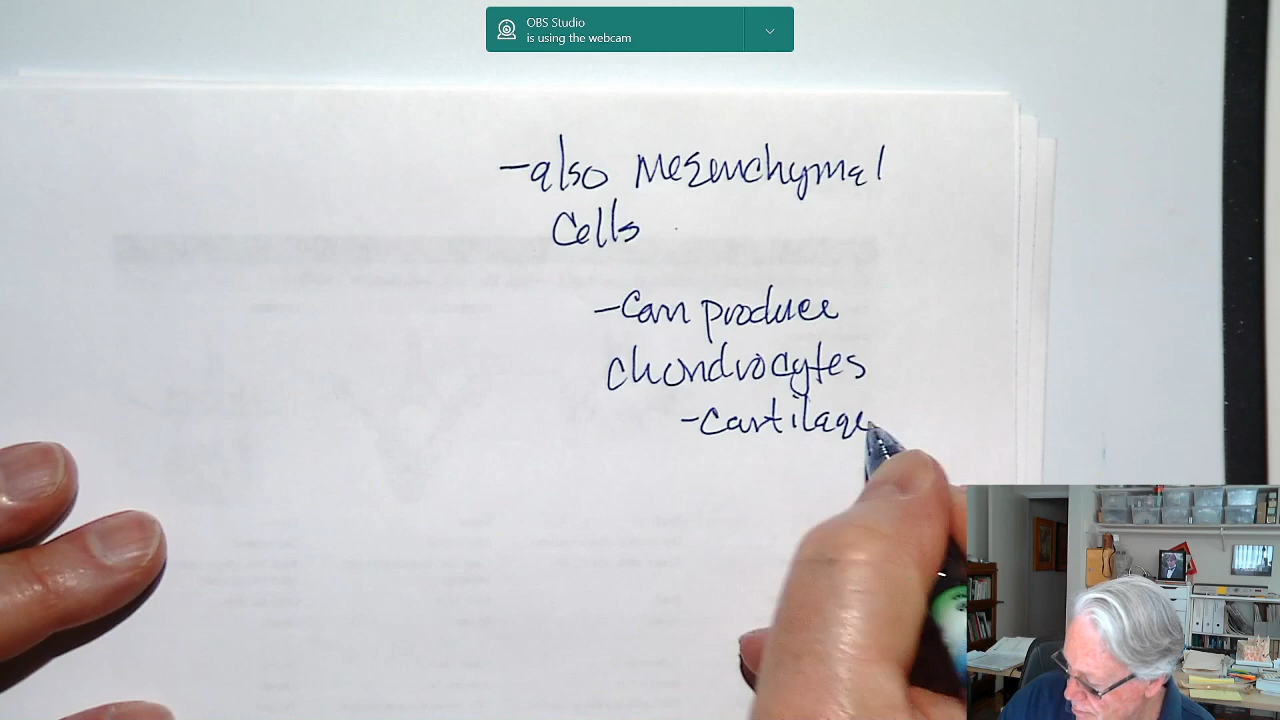 OBS Studio
is using the webcam
-also Mesenchymal
Cells
-Can produce
chondrocytes
-Cartilage